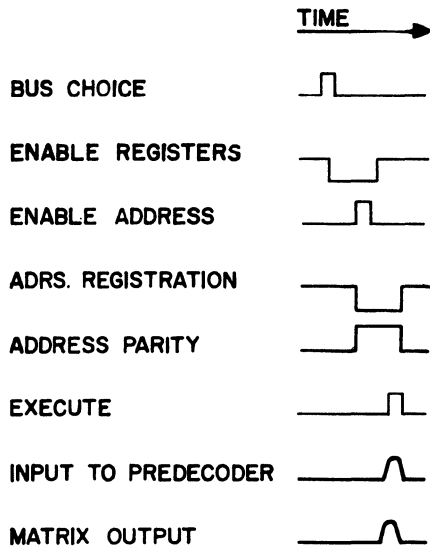 TIME
BUS CHOICE
ENABLE REGISTERS
ENABLE ADDRESS
ADRS. REGISTRATION
ADDRESS PARITY
EXECUTE
INPUT TO PREDECODER
MATRIX OUTPUT